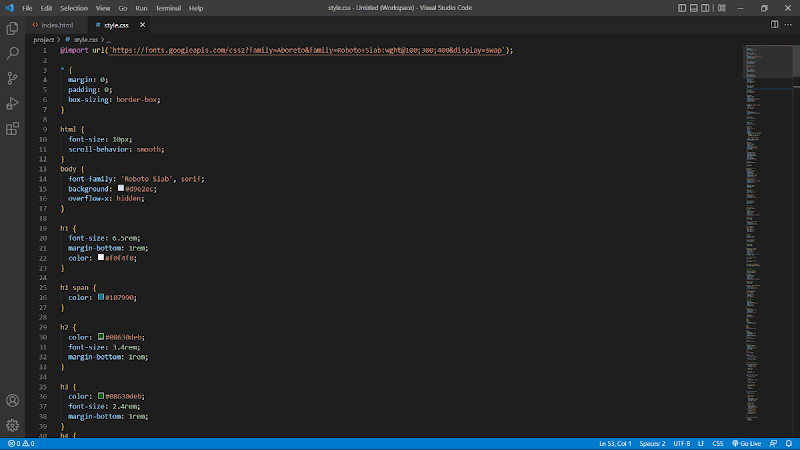 File Edit Selection View Go Run Terminal Help
style.css - Untitled (Workspace) - Visual Studio Code
index.html
# style.css
project > # style.css > ...
1 @import url('https://fonts.googleapis.com/css2?family=Aboreto&family=Roboto+Slab:wght@100;300;400&display=swap');
2
3 * {
4 margin: 0;
5 padding: 0;
6 box-sizing: border-box;
7 }
8
9 html {
10 font-size: 10px;
11 scroll-behavior: smooth;
12 }
13 body {
14 font-family: 'Roboto Slab', serif;
15 background: #d9e2ec;
16 overflow-x: hidden;
17 }
18
19 h1 {
20 font-size: 6.5rem;
21 margin-bottom: 1rem;
22 color: #f0f4f8;
23 }
24
25 h1 span {
26 color: #107990;
27 }
28
29 h2 {
30 color: #08630deb;
31 font-size: 3.4rem;
32 margin-bottom: 1rem;
33 }
34
35 h3 {
36 color: #08630deb;
37 font-size: 2.4rem;
38 margin-bottom: 1rem;
39 }
40 h4 {
0 0
Ln 53, Col 1 Spaces: 2 UTF-8 LF CSS Go Live